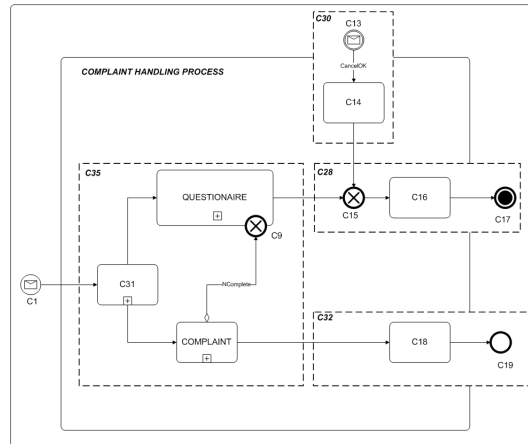 C30
C13
CancelOK
COMPLAINT HANDLING PROCESS
C14
C35
C28
QUESTIONAIRE
C16
C15
C17
C9
C31
NComplete
C1
C32
COMPLAINT
C18
C19